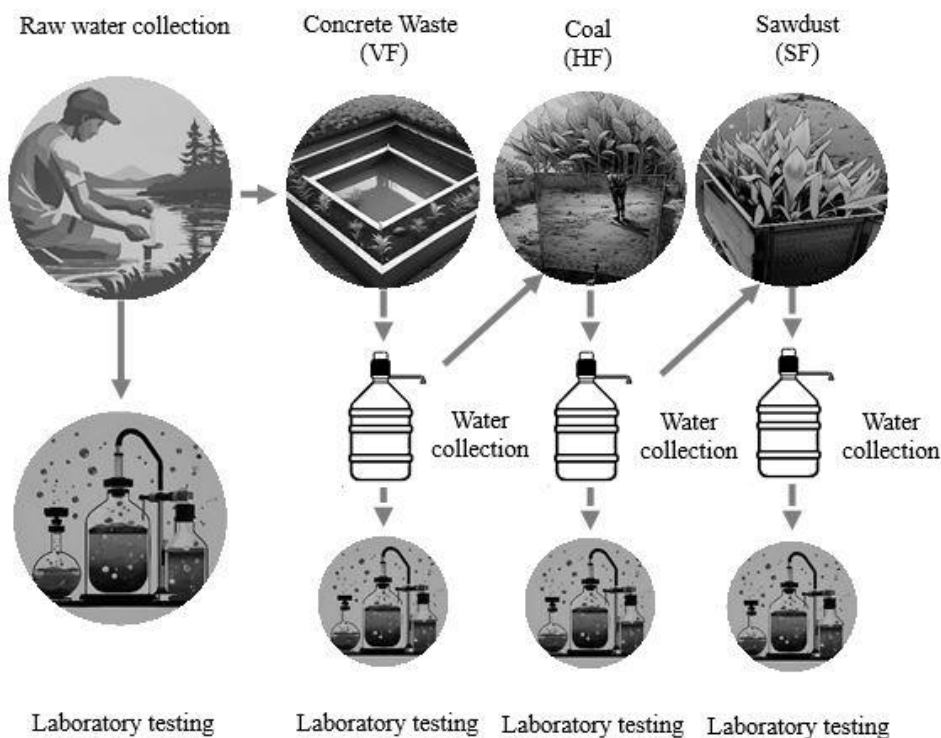 Raw water collection
Concrete Waste
(VF)
Coal
(HF)
Sawdust
(SF)
Water
collection
Water
collection
Water
collection
Laboratory testing
Laboratory testing
Laboratory testing
Laboratory testing